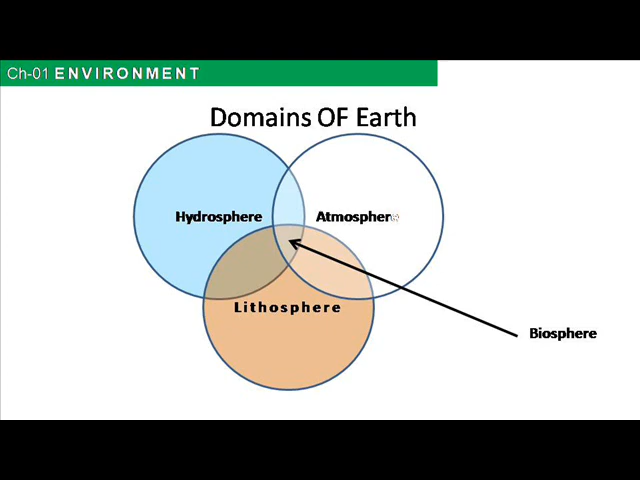 Ch-01 ENVIRONMENT
Domains OF Earth
Hydrosphere
Atmosphere
Lithosphere
Biosphere